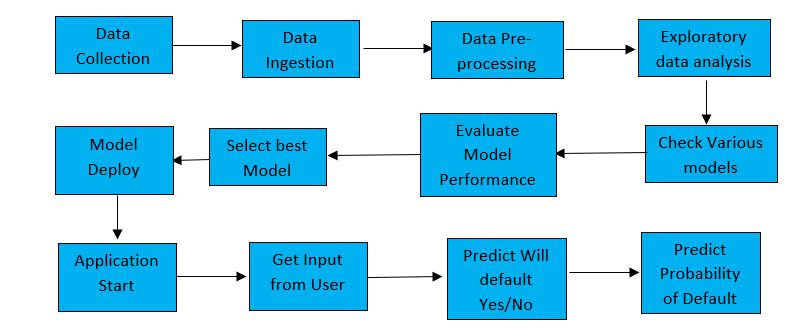 Data
Collection
Data
Ingestion
Data Pre-
processing
Exploratory
data analysis
Model
Deploy
Select best
Model
Evaluate
Model
Performance
Check Various
models
Application
Start
Get Input
from User
Predict Will
default
Yes/No
Predict
Probability
of Default